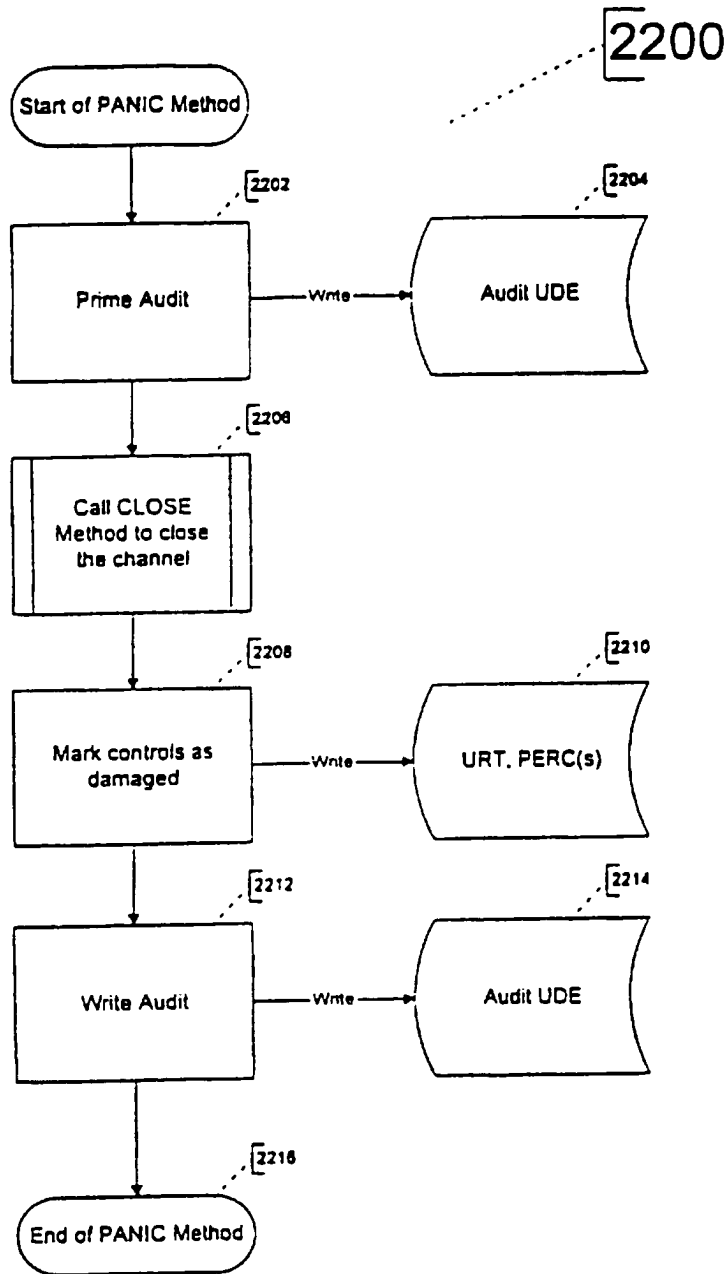 2200
Start of PANIC Method
2202
2204
Prime Audit
Write
Audit UDE
2206
Call CLOSE
Method to close
the channel
2208
2210
Mark controls as
damaged
Write
URT, PERC(s)
2212
2214
Write Audit
Write
Audit UDE
2216
End of PANIC Method